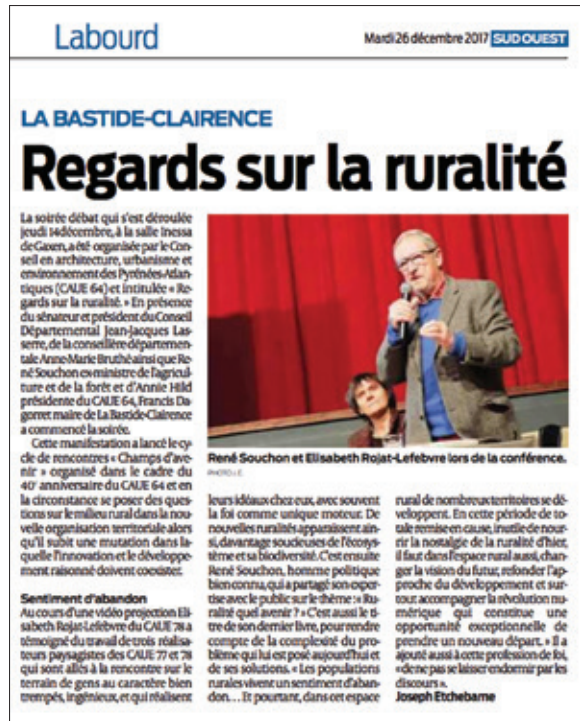 Labourd
Mardi 26 décembre 2017 SUD OUEST
LA BASTIDE-CLAIRENCE
Regards sur la ruralité
La soirée débat qui s'est déroulée
jeudi 14 décembre, à la salle Inessa
de Gaxen, a été organisée par le Con-
seil en architecture, urbanisme et
environnement des Pyrénées-Atlan-
tiques (CAUE 64) et intitulée « Re-
gards sur la ruralité. » En présence
du sénateur et président du Conseil
Départemental Jean-Jacques Las-
serre, de la conseillère départemen-
tale Anne-Marie Bruthé ainsi que Re-
né Souchon ex ministre de l'agricul-
ture et de la forêt et d'Annie Hild
présidente du CAUE 64, Francis Da-
gorret maire de La Bastide-Clairence
a commencé la soirée.
Cette manifestation a lancé le cy-
cle de rencontres « Champs d'ave-
nir » organisé dans le cadre du
40e anniversaire du CAUE 64 et en
la circonstance se poser des ques-
tions sur le milieu rural dans la nou-
velle organisation territoriale alors
qu'il subit une mutation dans la-
quelle l'innovation et le développe-
ment raisonné doivent coexister.
Sentiment d'abandon
Au cours d'une vidéo projection Eli-
sabeth Rojat-Lefebvre du CAUE 78 a
témoigné du travail de trois réalisa-
teurs paysagistes des CAUE 77 et 78
qui sont allés à la rencontre sur le
terrain de gens au caractère bien
trempés, ingénieux, et qui réalisent
René Souchon et Elisabeth Rojat-Lefebvre lors de la conférence.
PHOTO J. E.
leurs idéaux chez eux, avec souvent
la foi comme unique moteur. De
nouvelles ruralités apparaissent ain-
si, davantage soucieuses de l'écosys-
tème et sa biodiversité. C'est ensuite
René Souchon, homme politique
bien connu, qui a partagé son exper-
tise avec le public sur le thème : « Ru-
ralité quel avenir ? » C'est aussi le ti-
tre de son dernier livre, pour rendre
compte de la complexité du pro-
blème qui lui est posé aujourd'hui et
de ses solutions. « Les populations
rurales vivent un sentiment d'aban-
don… Et pourtant, dans cet espace
rural de nombreux territoires se dé-
veloppent. En cette période de to-
tale remise en cause, inutile de nour-
rir la nostalgie de la ruralité d'hier,
il faut dans l'espace rural aussi, chan-
ger la vision du futur, refonder l'ap-
proche du développement et sur-
tout accompagner la révolution nu-
mérique qui constitue une
opportunité exceptionnelle de
prendre un nouveau départ. » Il a
ajouté aussi à cette profession de foi,
« de ne pas se laisser endormir par les
discours ».
Joseph Etchebarne